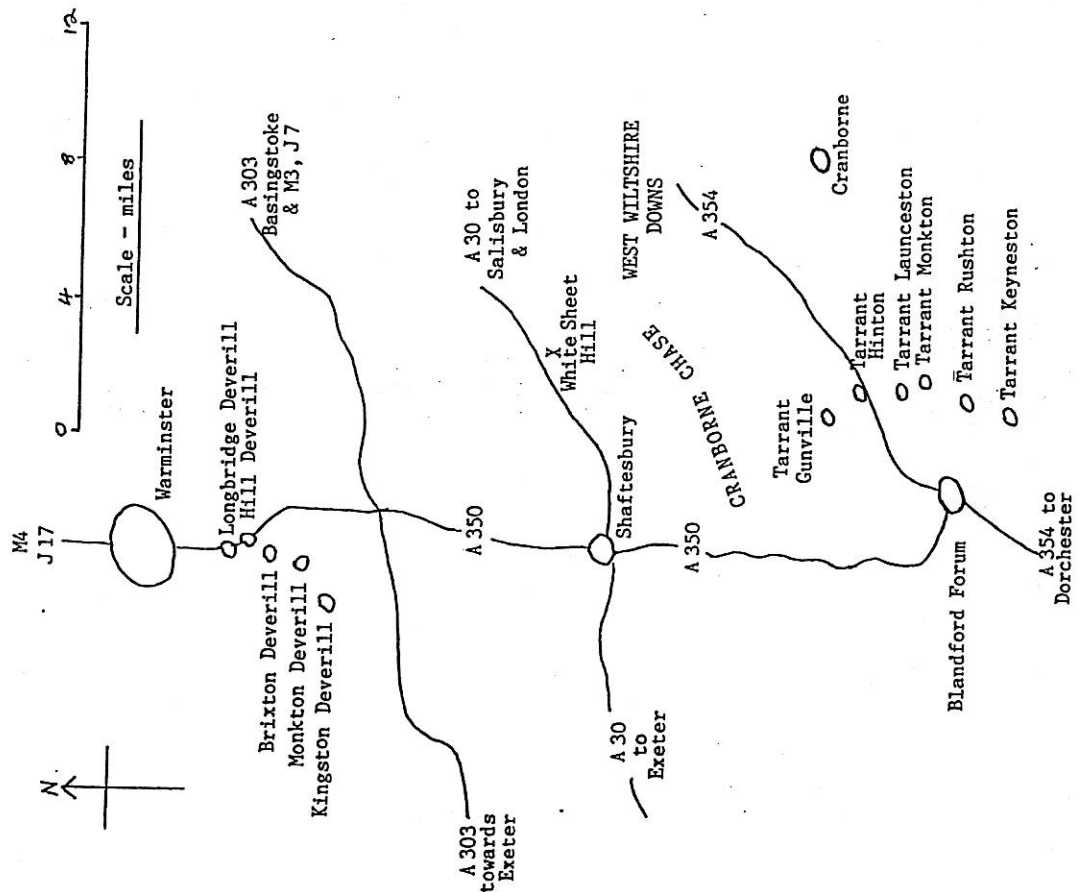 N
M4
J17
Warminster
0
4
8
12
Scale - miles
Longbridge Deverill
Hill Deverill
Brixton Deverill
Monkton Deverill
Kingston Deverill
A 303
Basingstoke
& M3, J7
A 303
towards
Exeter
A 350
A 30 to
Salisbury
& London
X
White Sheet
Hill
Shaftesbury
A 30
to
Exeter
WEST WILTSHIRE
DOWNS
CRANBORNE CHASE
A 350
A 354
Cranborne
Tarrant
Gunville
Tarrant
Hinton
Tarrant Launceston
Tarrant Monkton
Tarrant Rushton
Tarrant Keyneston
Blandford Forum
A 354 to
Dorchester